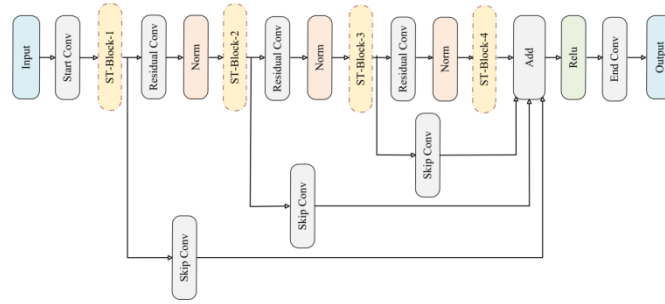 Input
Start Conv
ST-Block-1
Residual Conv
Norm
ST-Block-2
Residual Conv
Norm
ST-Block-3
Residual Conv
Norm
ST-Block-4
Add
Relu
End Conv
Output
Skip Conv
Skip Conv
Skip Conv